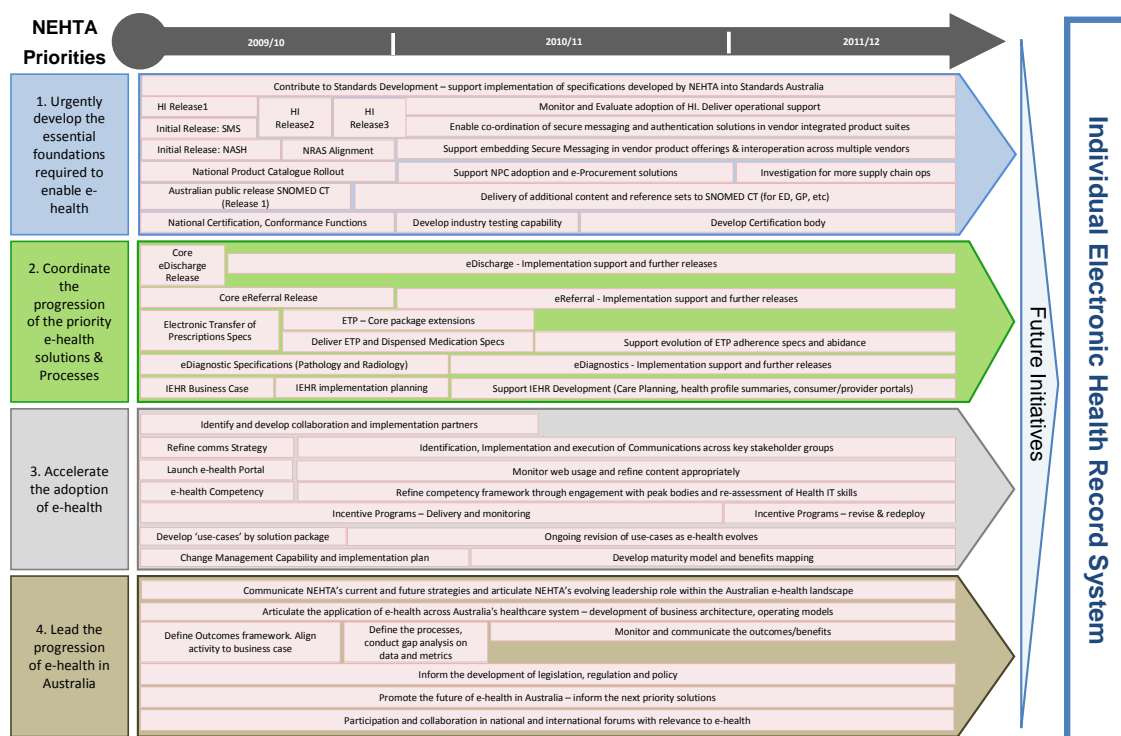 NEHTA
Priorities
2009/10
2010/11
2011/12
1. Urgently
develop the
essential
foundations
required to
enable e-
health
Contribute to Standards Development – support implementation of specifications developed by NEHTA into Standards Australia
HI Release1
HI
Release2
HI
Release3
Monitor and Evaluate adoption of HI. Deliver operational support
Initial Release: SMS
Enable co-ordination of secure messaging and authentication solutions in vendor integrated product suites
Initial Release: NASH
NRAS Alignment
Support embedding Secure Messaging in vendor product offerings & interoperation across multiple vendors
National Product Catalogue Rollout
Support NPC adoption and e-Procurement solutions
Investigation for more supply chain ops
Australian public release SNOMED CT
(Release 1)
Delivery of additional content and reference sets to SNOMED CT (for ED, GP, etc)
National Certification, Conformance Functions
Develop industry testing capability
Develop Certification body
2. Coordinate
the
progression
of the priority
e-health
solutions &
Processes
Core
eDischarge
Release
eDischarge - Implementation support and further releases
Core eReferral Release
eReferral - Implementation support and further releases
Electronic Transfer of
Prescriptions Specs
ETP – Core package extensions
Deliver ETP and Dispensed Medication Specs
Support evolution of ETP adherence specs and abidance
eDiagnostic Specifications (Pathology and Radiology)
eDiagnostics - Implementation support and further releases
IEHR Business Case
IEHR implementation planning
Support IEHR Development (Care Planning, health profile summaries, consumer/provider portals)
3. Accelerate
the adoption
of e-health
Identify and develop collaboration and implementation partners
Refine comms Strategy
Identification, Implementation and execution of Communications across key stakeholder groups
Launch e-health Portal
Monitor web usage and refine content appropriately
e-health Competency
Refine competency framework through engagement with peak bodies and re-assessment of Health IT skills
Incentive Programs – Delivery and monitoring
Incentive Programs – revise & redeploy
Develop ‘use-cases’ by solution package
Ongoing revision of use-cases as e-health evolves
Change Management Capability and implementation plan
Develop maturity model and benefits mapping
4. Lead the
progression
of e-health in
Australia
Communicate NEHTA’s current and future strategies and articulate NEHTA’s evolving leadership role within the Australian e-health landscape
Articulate the application of e-health across Australia's healthcare system – development of business architecture, operating models
Define Outcomes framework. Align
activity to business case
Define the processes,
conduct gap analysis on
data and metrics
Monitor and communicate the outcomes/benefits
Inform the development of legislation, regulation and policy
Promote the future of e-health in Australia – inform the next priority solutions
Participation and collaboration in national and international forums with relevance to e-health
Future Initiatives
Individual Electronic Health Record System